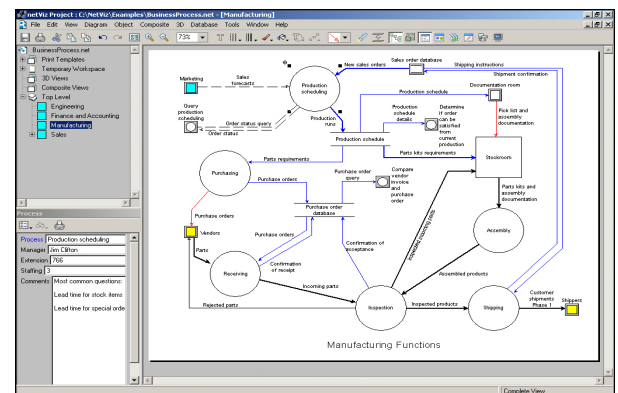 netViz Project : C:\NetViz\Examples\BusinessProcess.net - [Manufacturing]
File Edit View Diagram Object Composite 3D Database Tools Window Help
73%
BusinessProcess.net
Print Templates
Temporary Workspace
3D Views
Composite Views
Top Level
Engineering
Finance and Accounting
Manufacturing
Sales
Process
Process Production scheduling
Manager Jim Clifton
Extension 766
Staffing 3
Comments Most common questions:
Lead time for stock items
Lead time for special orde
Marketing
Sales
forecasts
Production
scheduling
New sales orders
Sales order database
Shipping instructions
Shipment confirmation
Query
production
scheduling
Order status query
Order status
Production
runs
Production schedule
Documentation room
Production
schedule
details
Determine
if order
can be
satisfied
from
current
production
Pick list and
assembly
documentation
Production schedule
Parts requirements
Parts kits requirements
Stockroom
Purchasing
Purchase orders
Purchase order
query
Compare
vendor
invoice
and
purchase
order
Parts kits and
assembly
documentation
Purchase order
database
Purchase orders
Vendors
Purchase orders
Parts
Confirmation
of receipt
Confirmation of
acceptance
Inspected incoming parts
Assembly
Receiving
Incoming parts
Assembled products
Rejected parts
Inspection
Inspected products
Shipping
Customer
shipments
Phase 1
Shippers
Manufacturing Functions
Complete View